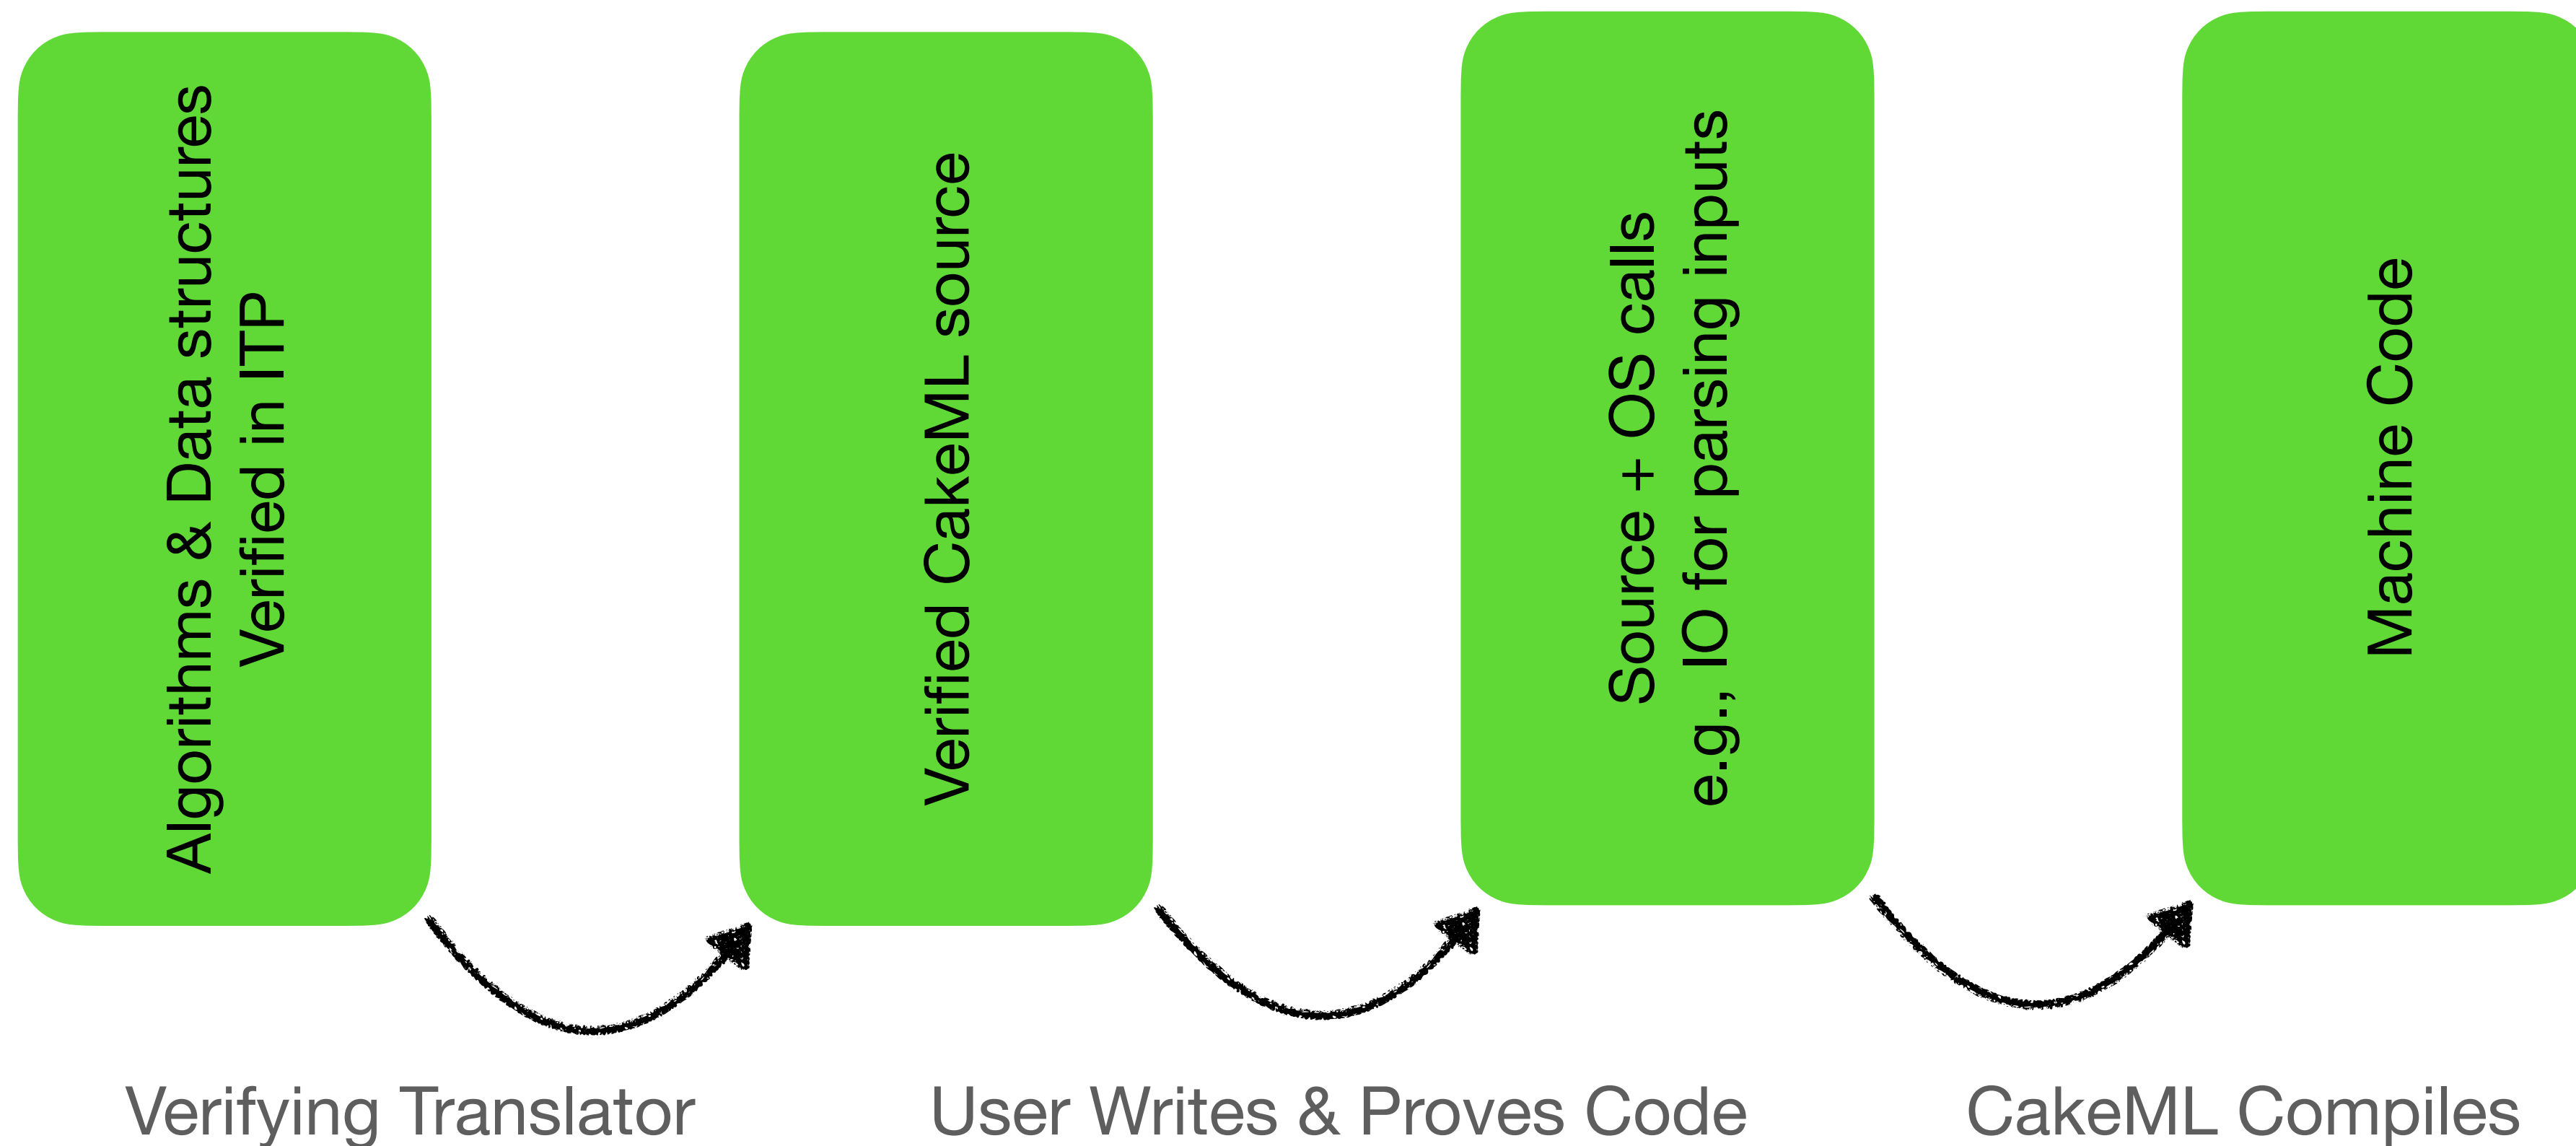 Algorithms & Data structures
Verified in ITP
Verified CakeML source
Source + OS calls
e.g., IO for parsing inputs
Machine Code
Verifying Translator
User Writes & Proves Code
CakeML Compiles